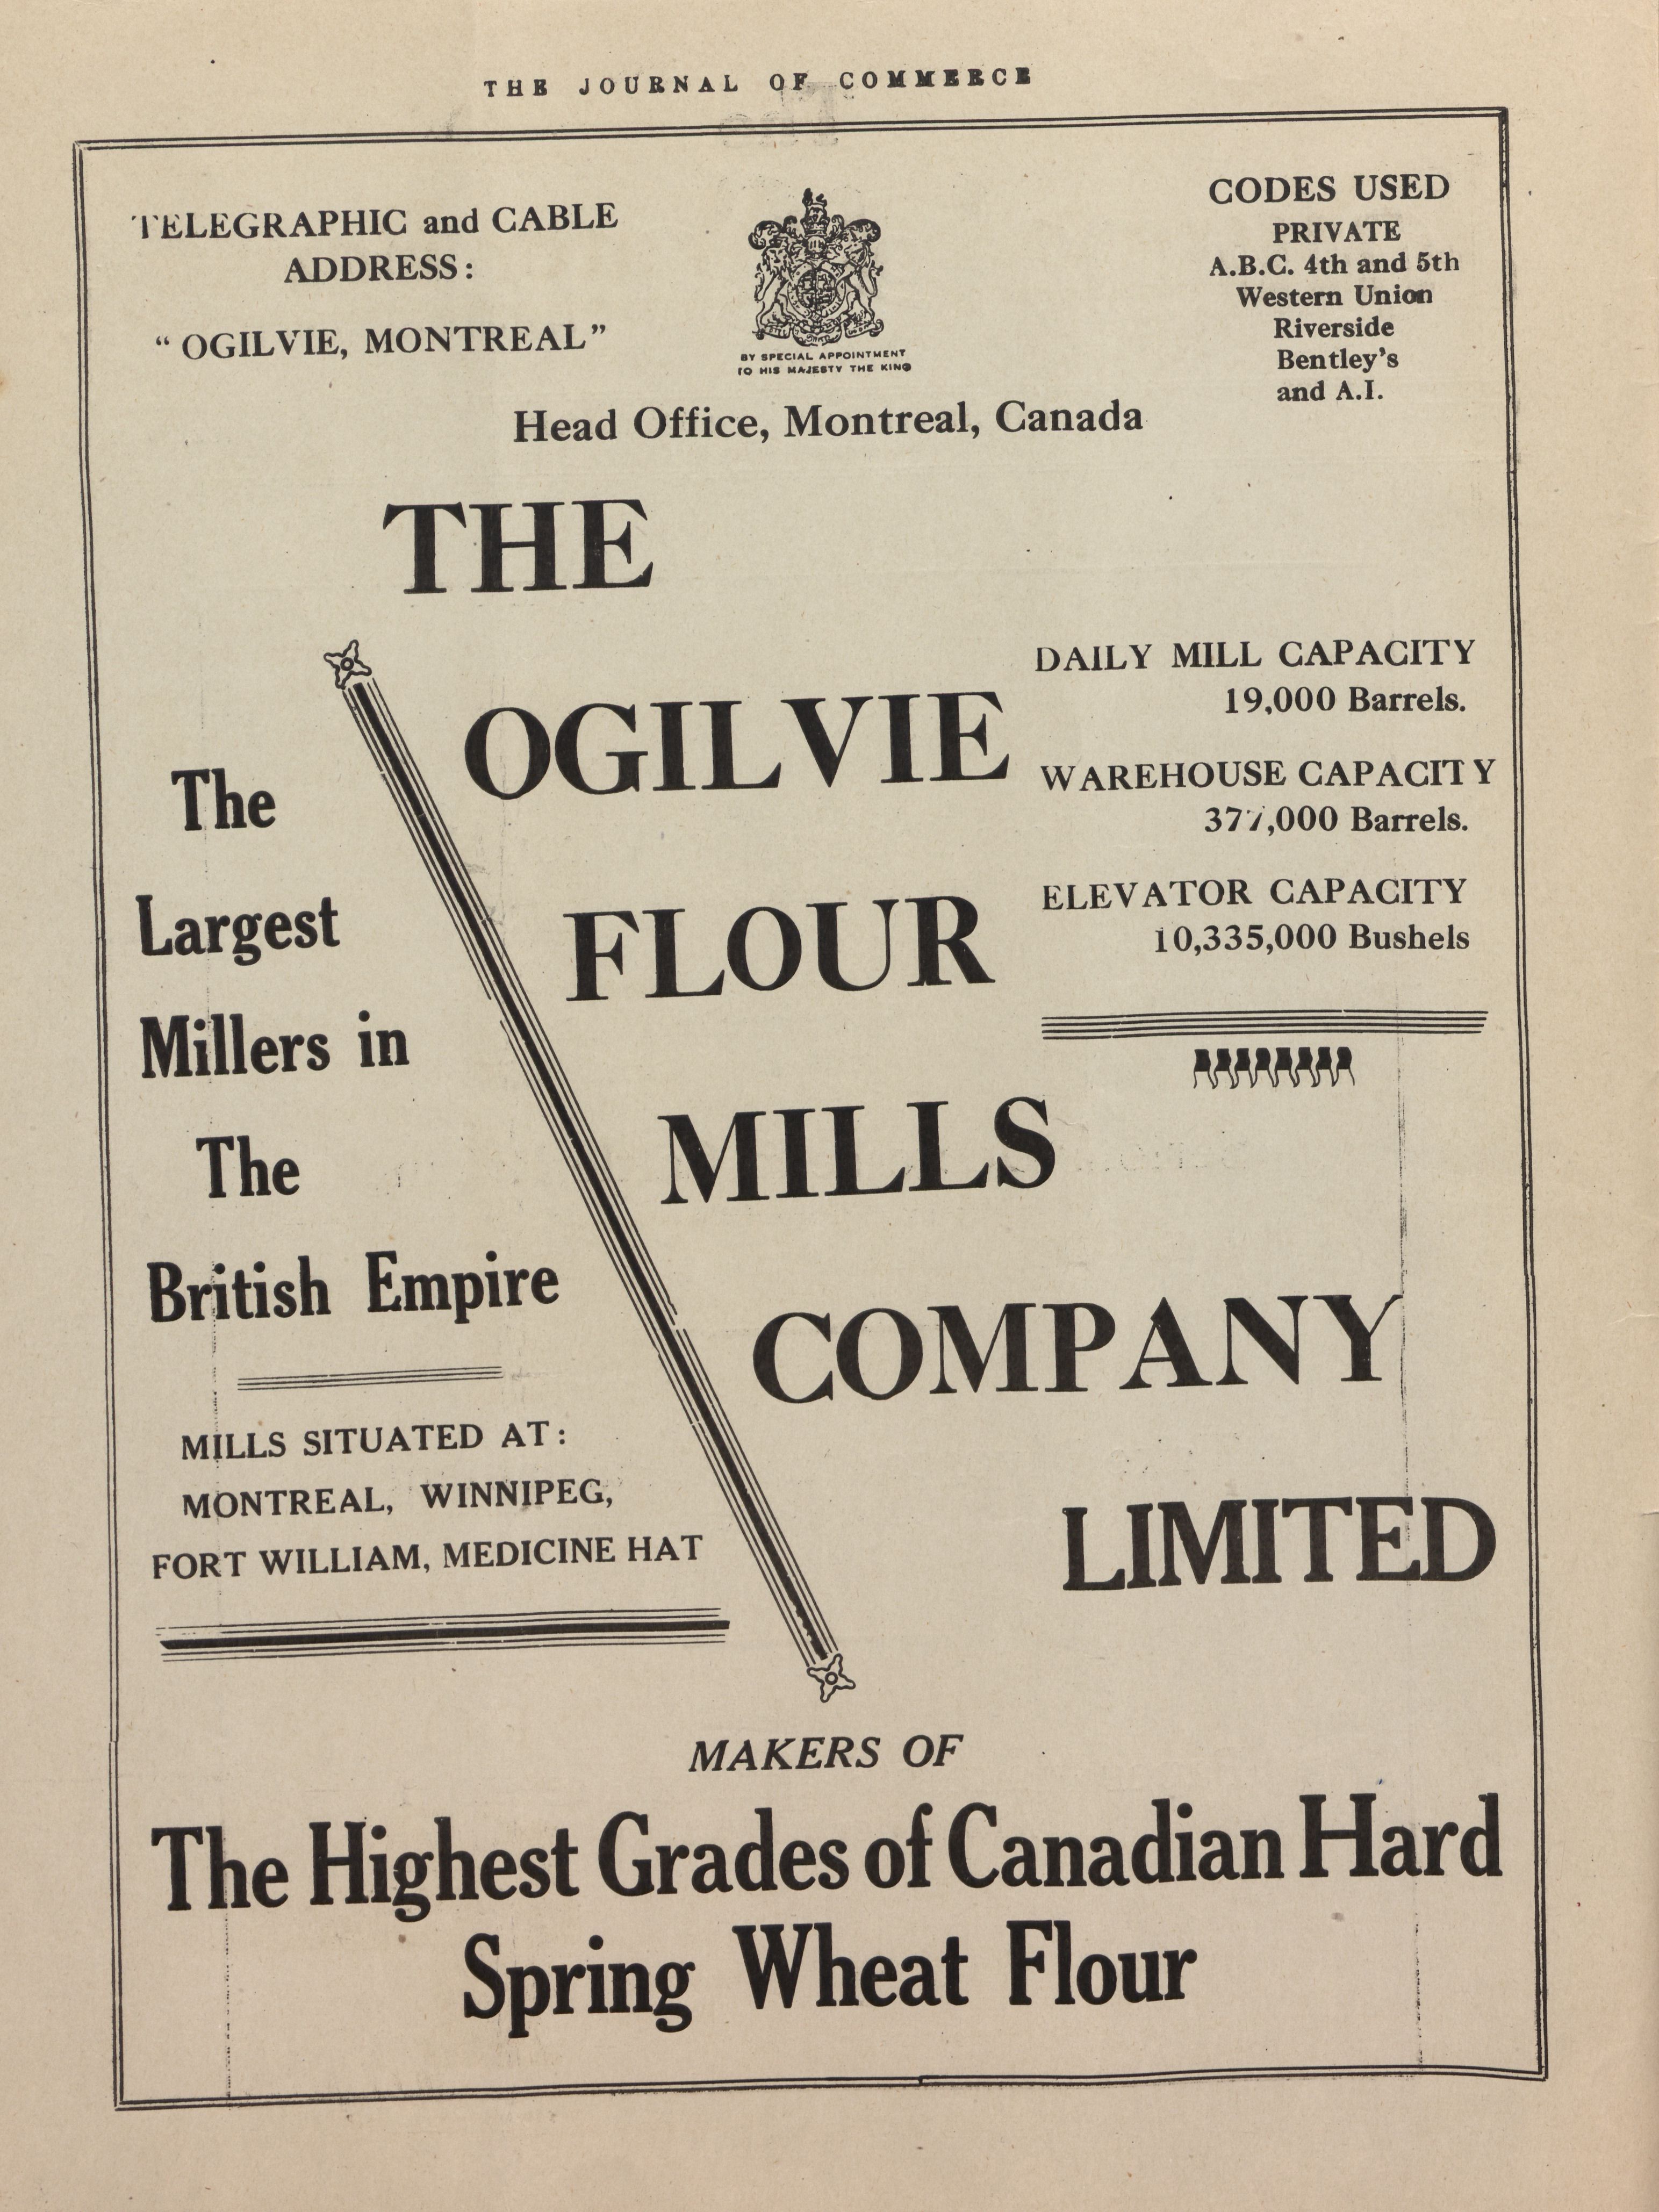 THE JOURNAL OF COMMERCE
TELEGRAPHIC and CABLE
ADDRESS:
"OGILVIE, MONTREAL"
BY SPECIAL APPOINTMENT
TO HIS MAJESTY THE KING
CODES USED
PRIVATE
A.B.C. 4th and 5th
Western Union
Riverside
Bentley's
and A.I.
Head Office, Montreal, Canada
THE
OGILVIE
FLOUR
MILLS
COMPANY
LIMITED
DAILY MILL CAPACITY
19,000 Barrels.
WAREHOUSE CAPACITY
377,000 Barrels.
ELEVATOR CAPACITY
10,335,000 Bushels
The
Largest
Millers in
The
British Empire
MILLS SITUATED AT:
MONTREAL, WINNIPEG,
FORT WILLIAM, MEDICINE HAT
MAKERS OF
The Highest Grades of Canadian Hard
Spring Wheat Flour